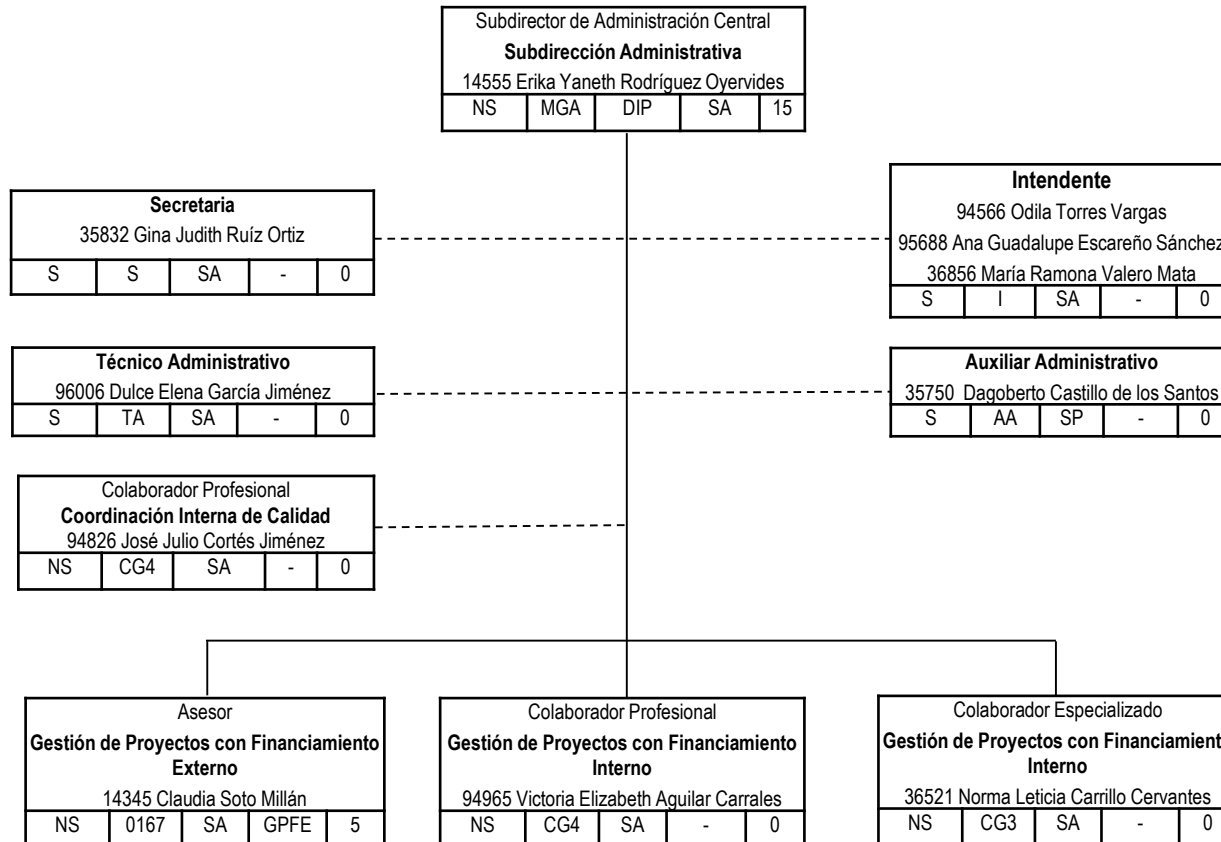 Subdirector de Administración Central
Subdirección Administrativa
14555 Erika Yaneth Rodríguez Oyervides
NS MGA DIP SA 15
Secretaria
35832 Gina Judith Ruíz Ortiz
S S SA - 0
Intendente
94566 Odila Torres Vargas
95688 Ana Guadalupe Escareño Sánchez
36856 María Ramona Valero Mata
S I SA - 0
Técnico Administrativo
96006 Dulce Elena García Jiménez
S TA SA - 0
Auxiliar Administrativo
35750 Dagoberto Castillo de los Santos
S AA SP - 0
Colaborador Profesional
Coordinación Interna de Calidad
94826 José Julio Cortés Jiménez
NS CG4 SA - 0
Asesor
Gestión de Proyectos con Financiamiento
Externo
14345 Claudia Soto Millán
NS 0167 SA GPFE 5
Colaborador Profesional
Gestión de Proyectos con Financiamiento
Interno
94965 Victoria Elizabeth Aguilar Carrales
NS CG4 SA - 0
Colaborador Especializado
Gestión de Proyectos con Financiamient
Interno
36521 Norma Leticia Carrillo Cervantes
NS CG3 SA - 0